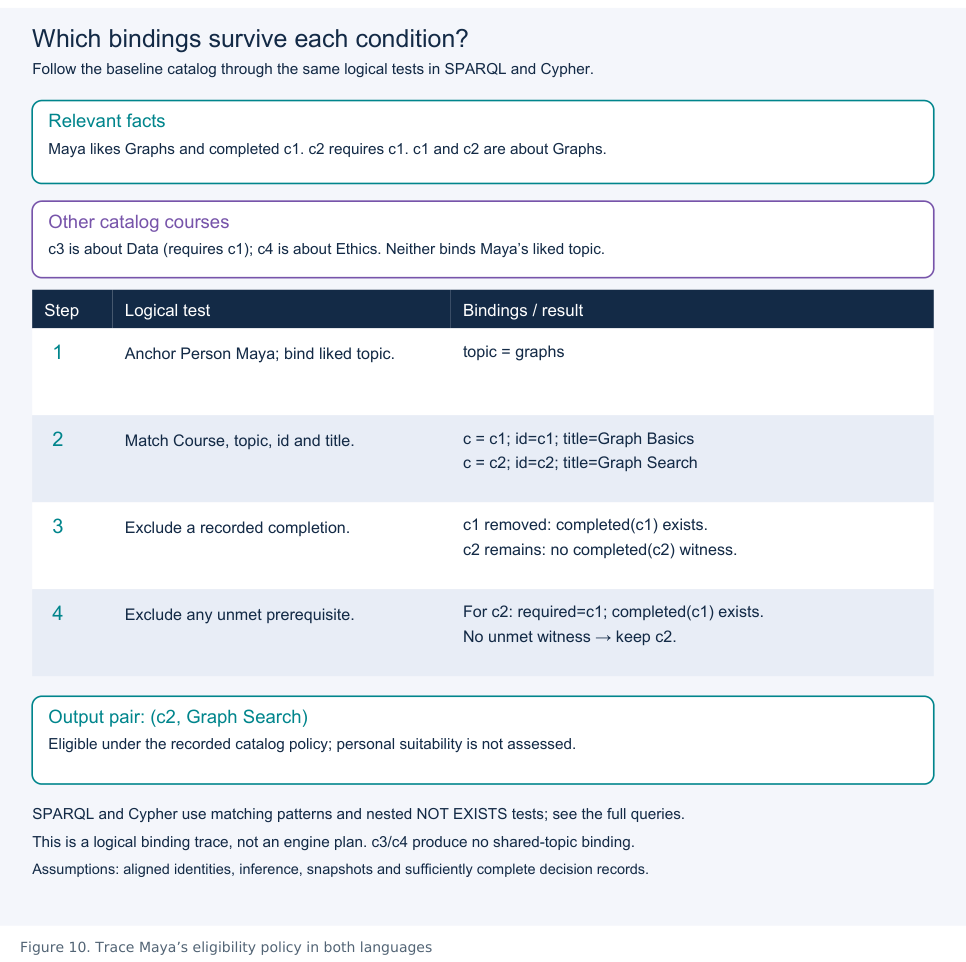 Which bindings survive each condition?
Follow the baseline catalog through the same logical tests in SPARQL and Cypher.
Relevant facts
Maya likes Graphs and completed c1. c2 requires c1. c1 and c2 are about Graphs.
Other catalog courses
c3 is about Data (requires c1); c4 is about Ethics. Neither binds Maya’s liked topic.
Step Logical test Bindings / result
1 Anchor Person Maya; bind liked topic. topic = graphs
2 Match Course, topic, id and title. c = c1; id=c1; title=Graph Basics
c = c2; id=c2; title=Graph Search
3 Exclude a recorded completion. c1 removed: completed(c1) exists.
c2 remains: no completed(c2) witness.
4 Exclude any unmet prerequisite. For c2: required=c1; completed(c1) exists.
No unmet witness → keep c2.
Output pair: (c2, Graph Search)
Eligible under the recorded catalog policy; personal suitability is not assessed.
SPARQL and Cypher use matching patterns and nested NOT EXISTS tests; see the full queries.
This is a logical binding trace, not an engine plan. c3/c4 produce no shared-topic binding.
Assumptions: aligned identities, inference, snapshots and sufficiently complete decision records.
Figure 10. Trace Maya’s eligibility policy in both languages